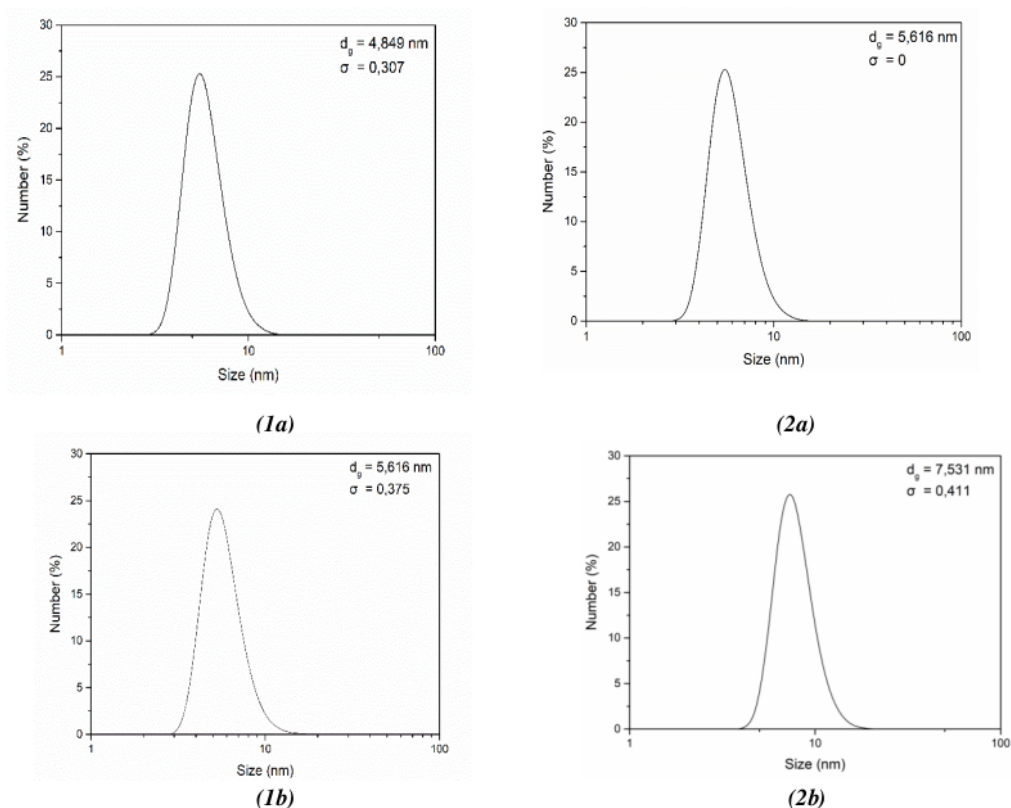 30
25
20
15
10
5
0
Number (%)
d_g = 4,849 nm
σ = 0,307
1
10
100
Size (nm)
(1a)
30
25
20
15
10
5
0
Number (%)
d_g = 5,616 nm
σ = 0
1
10
100
Size (nm)
(2a)
30
25
20
15
10
5
0
Number (%)
d_g = 5,616 nm
σ = 0,375
1
10
100
Size (nm)
(1b)
30
25
20
15
10
5
0
Number (%)
d_g = 7,531 nm
σ = 0,411
1
10
100
Size (nm)
(2b)